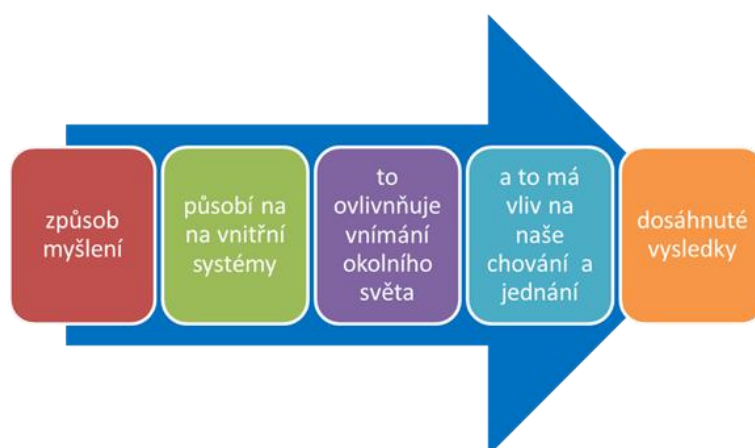 způsob
myšlení
působí na
na vnitřní
systémy
to
ovlivnňuje
vnímání
okolního
světa
a to má
vliv na
naše
chování a
jednání
dosáhnuté
vysledky